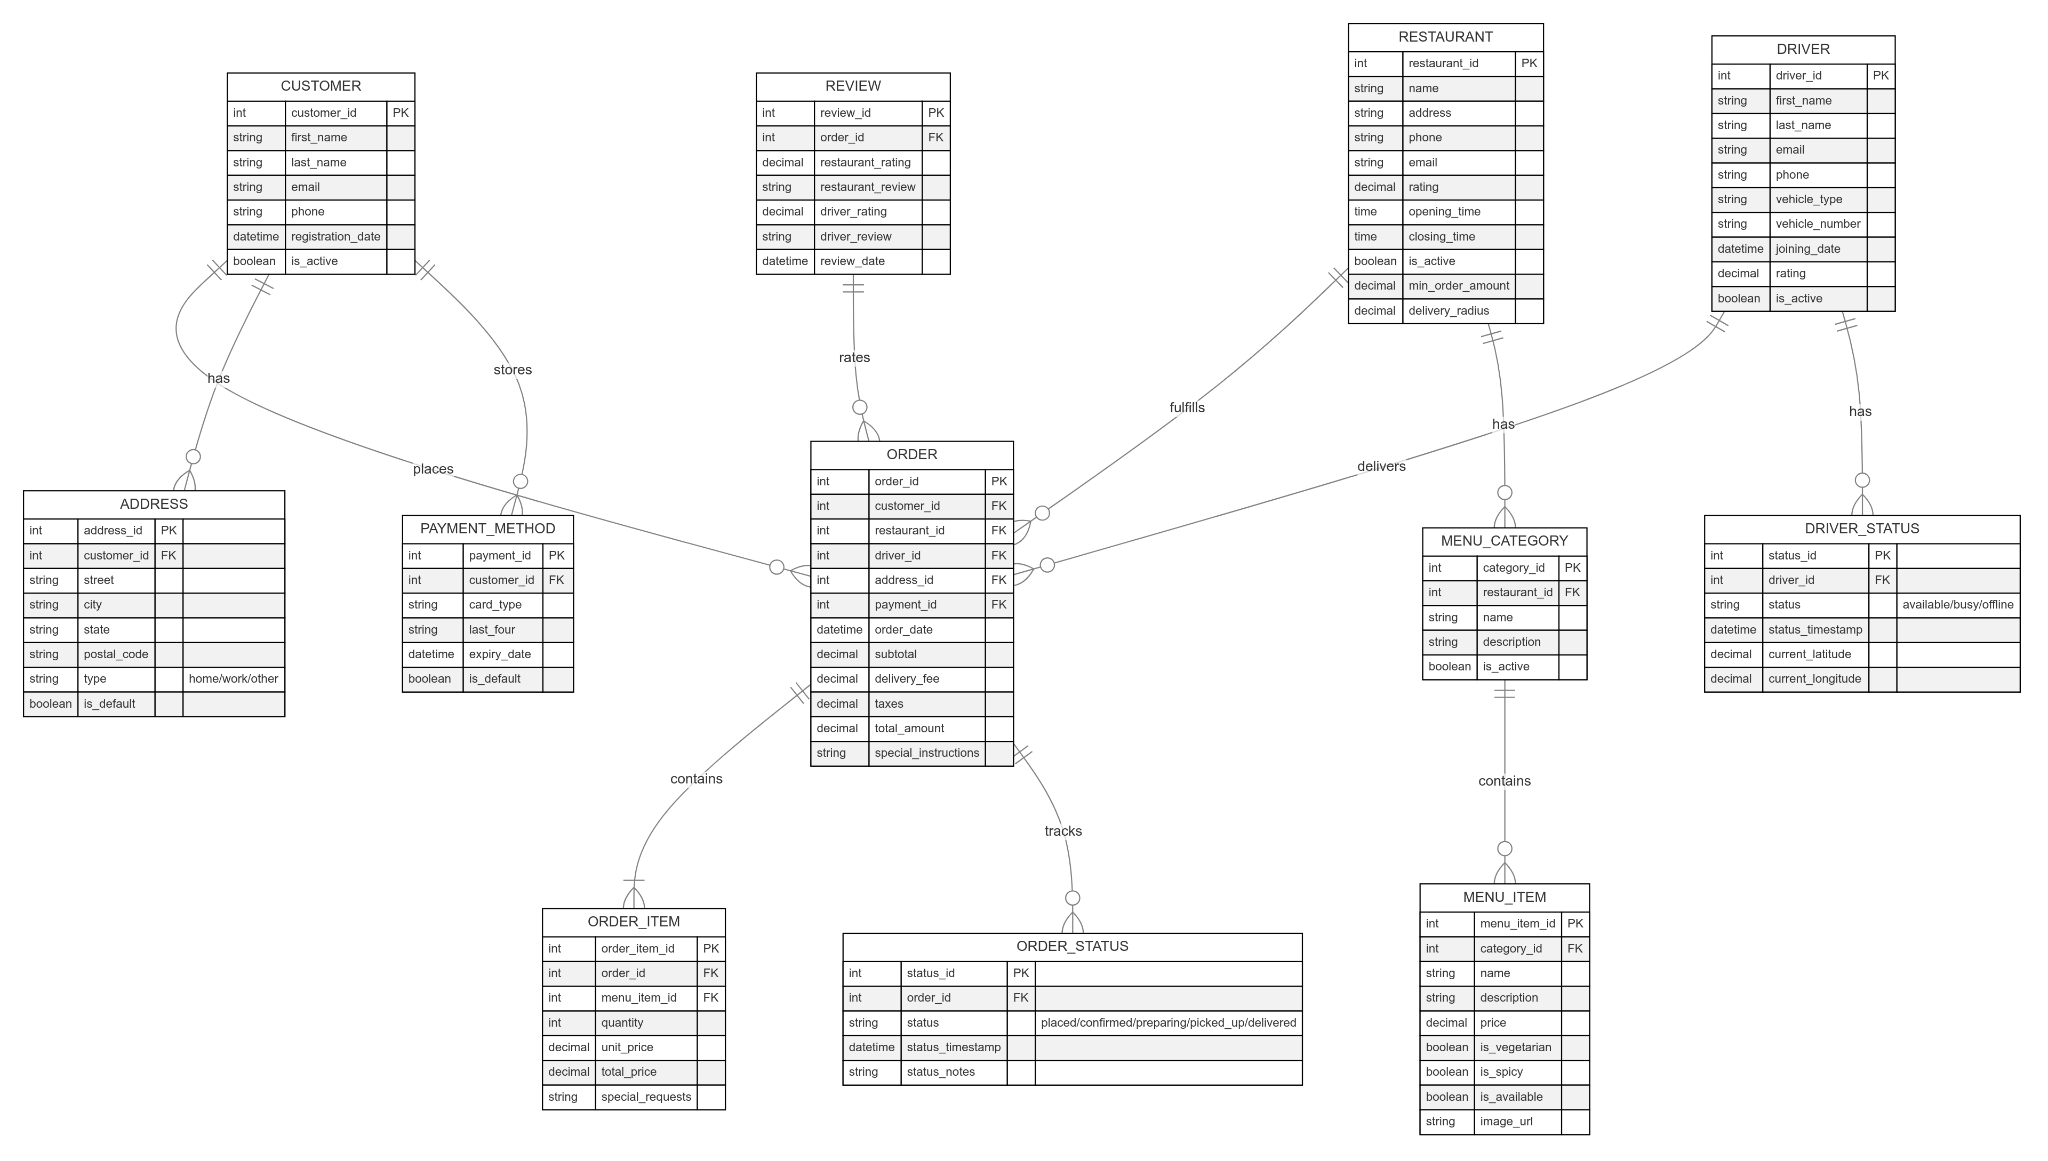 CUSTOMER
int customer_id PK
string first_name
string last_name
string email
string phone
datetime registration_date
boolean is_active
REVIEW
int review_id PK
int order_id FK
decimal restaurant_rating
string restaurant_review
decimal driver_rating
string driver_review
datetime review_date
RESTAURANT
int restaurant_id PK
string name
string address
string phone
string email
decimal rating
time opening_time
time closing_time
boolean is_active
decimal min_order_amount
decimal delivery_radius
DRIVER
int driver_id PK
string first_name
string last_name
string email
string phone
string vehicle_type
string vehicle_number
datetime joining_date
decimal rating
boolean is_active
has
stores
rates
fulfills
has
has
places
delivers
ADDRESS
int address_id PK
int customer_id FK
string street
string city
string state
string postal_code
string type home/work/other
boolean is_default
PAYMENT_METHOD
int payment_id PK
int customer_id FK
string card_type
string last_four
datetime expiry_date
boolean is_default
ORDER
int order_id PK
int customer_id FK
int restaurant_id FK
int driver_id FK
int address_id FK
int payment_id FK
datetime order_date
decimal subtotal
decimal delivery_fee
decimal taxes
decimal total_amount
string special_instructions
MENU_CATEGORY
int category_id PK
int restaurant_id FK
string name
string description
boolean is_active
DRIVER_STATUS
int status_id PK
int driver_id FK
string status available/busy/offline
datetime status_timestamp
decimal current_latitude
decimal current_longitude
contains
tracks
contains
ORDER_ITEM
int order_item_id PK
int order_id FK
int menu_item_id FK
int quantity
decimal unit_price
decimal total_price
string special_requests
ORDER_STATUS
int status_id PK
int order_id FK
string status placed/confirmed/preparing/picked_up/delivered
datetime status_timestamp
string status_notes
MENU_ITEM
int menu_item_id PK
int category_id FK
string name
string description
decimal price
boolean is_vegetarian
boolean is_spicy
boolean is_available
string image_url